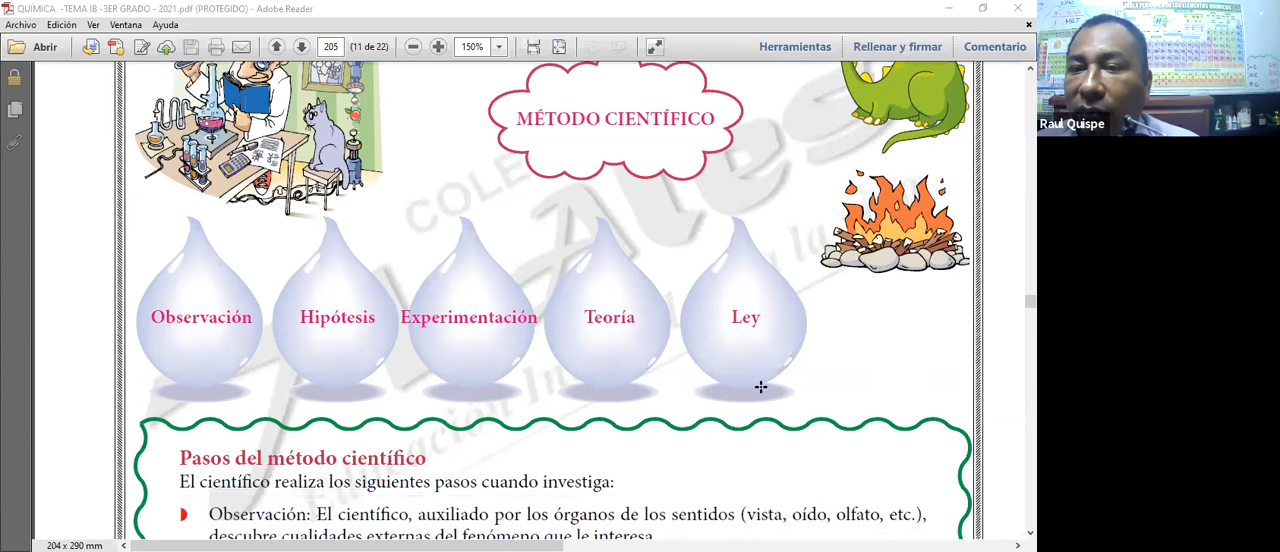 QUÍMICA -TEMA IB -3ER GRADO - 2021.pdf (PROTEGIDO) - Adobe Reader
Archivo Edición Ver Ventana Ayuda
Abrir
205 (11 de 22)
150%
Herramientas Rellenar y firmar Comentario
Raul Quispe
MÉTODO CIENTÍFICO
Observación Hipótesis Experimentación Teoría Ley
Pasos del método científico
El científico realiza los siguientes pasos cuando investiga:
Observación: El científico, auxiliado por los órganos de los sentidos (vista, oído, olfato, etc.),
descubre cualidades externas del fenómeno que le interesa.
204 x 290 mm